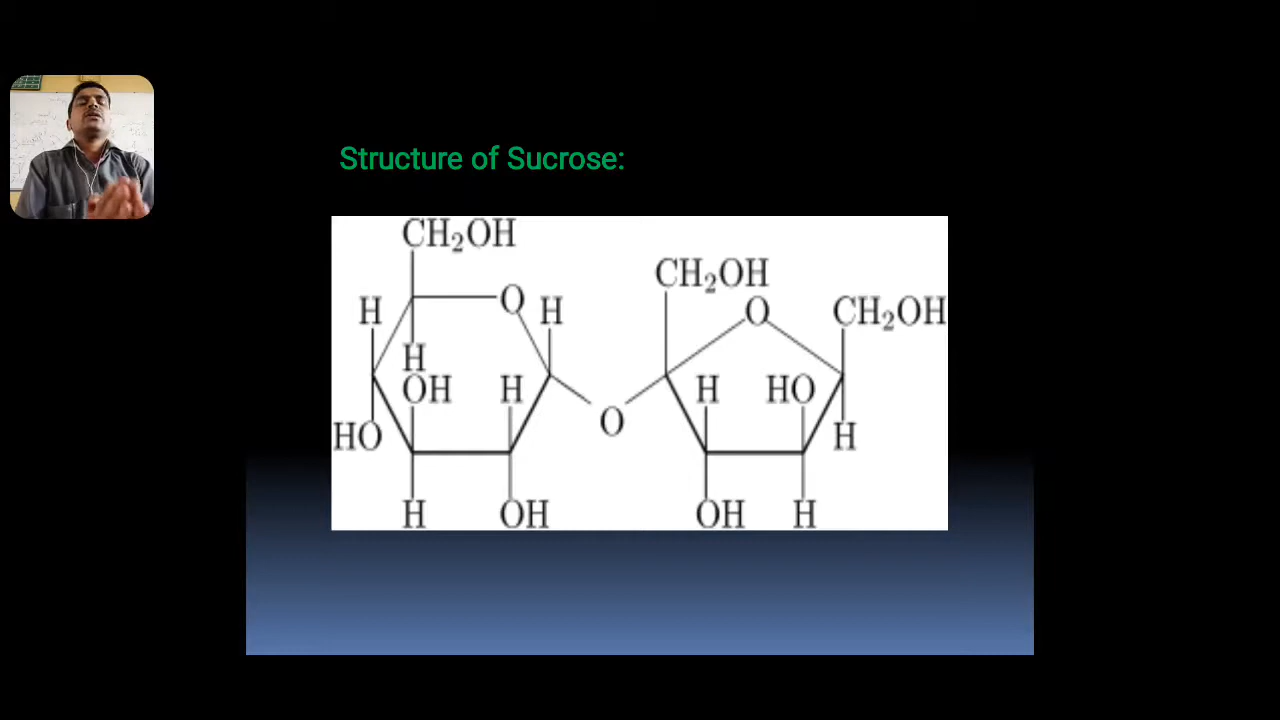 Structure of Sucrose:
CH₂OH
CH₂OH
H O H CH₂OH
O
H
OH H H HO
HO O H
H OH OH H